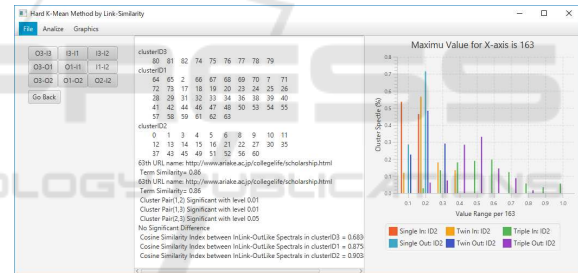 Hard K-Mean Method by Link-Similarity
File Analize Graphics
O3-I3 I3-I1 I3-I2
O3-O1 O1-I1 I1-I2
O3-O2 O1-O2 O2-I2
Go Back
clusterID3
80 81 82 74 75 76 77 78 79
clusterID1
64 65 2 66 67 68 69 70 7 71
72 73 17 18 19 20 23 24 25 26
28 29 31 32 33 34 36 38 39 40
41 42 44 46 47 48 50 53 54 55
57 58 59 61 62 63
clusterID2
0 1 3 4 5 6 8 9 10 11
12 13 14 15 16 21 22 27 30 35
37 43 45 49 51 52 56 60
63th URL name: http://www.ariake.ac.jp/collegelife/scholarship.html
Term Similarity= 0.86
63th URL name: http://www.ariake.ac.jp/collegelife/scholarship.html
Term Similarity= 0.86
Cluster Pair(1,2) Significant with level 0.01
Cluster Pair(1,3) Significant with level 0.01
Cluster Pair(2,3) Significant with level 0.05
No Significant Difference
Cosine Similarity Index between InLink-OutLike Spectrals in clusterID3 = 0.683
Cosine Similarity Index between InLink-OutLike Spectrals in clusterID1 = 0.875
Cosine Similarity Index between InLink-OutLike Spectrals in clusterID2 = 0.903
Maximu Value for X-axis is 163
Cluster Spectle (%)
0.8
0.7
0.6
0.5
0.4
0.3
0.2
0.1
0.0
0.1 0.2 0.3 0.4 0.5 0.6 0.7 0.8 0.9 1.0
Value Range per 163
Single In: ID2 Twin In: ID2 Triple In: ID2
Single Out: ID2 Twin Out: ID2 Triple Out: ID2